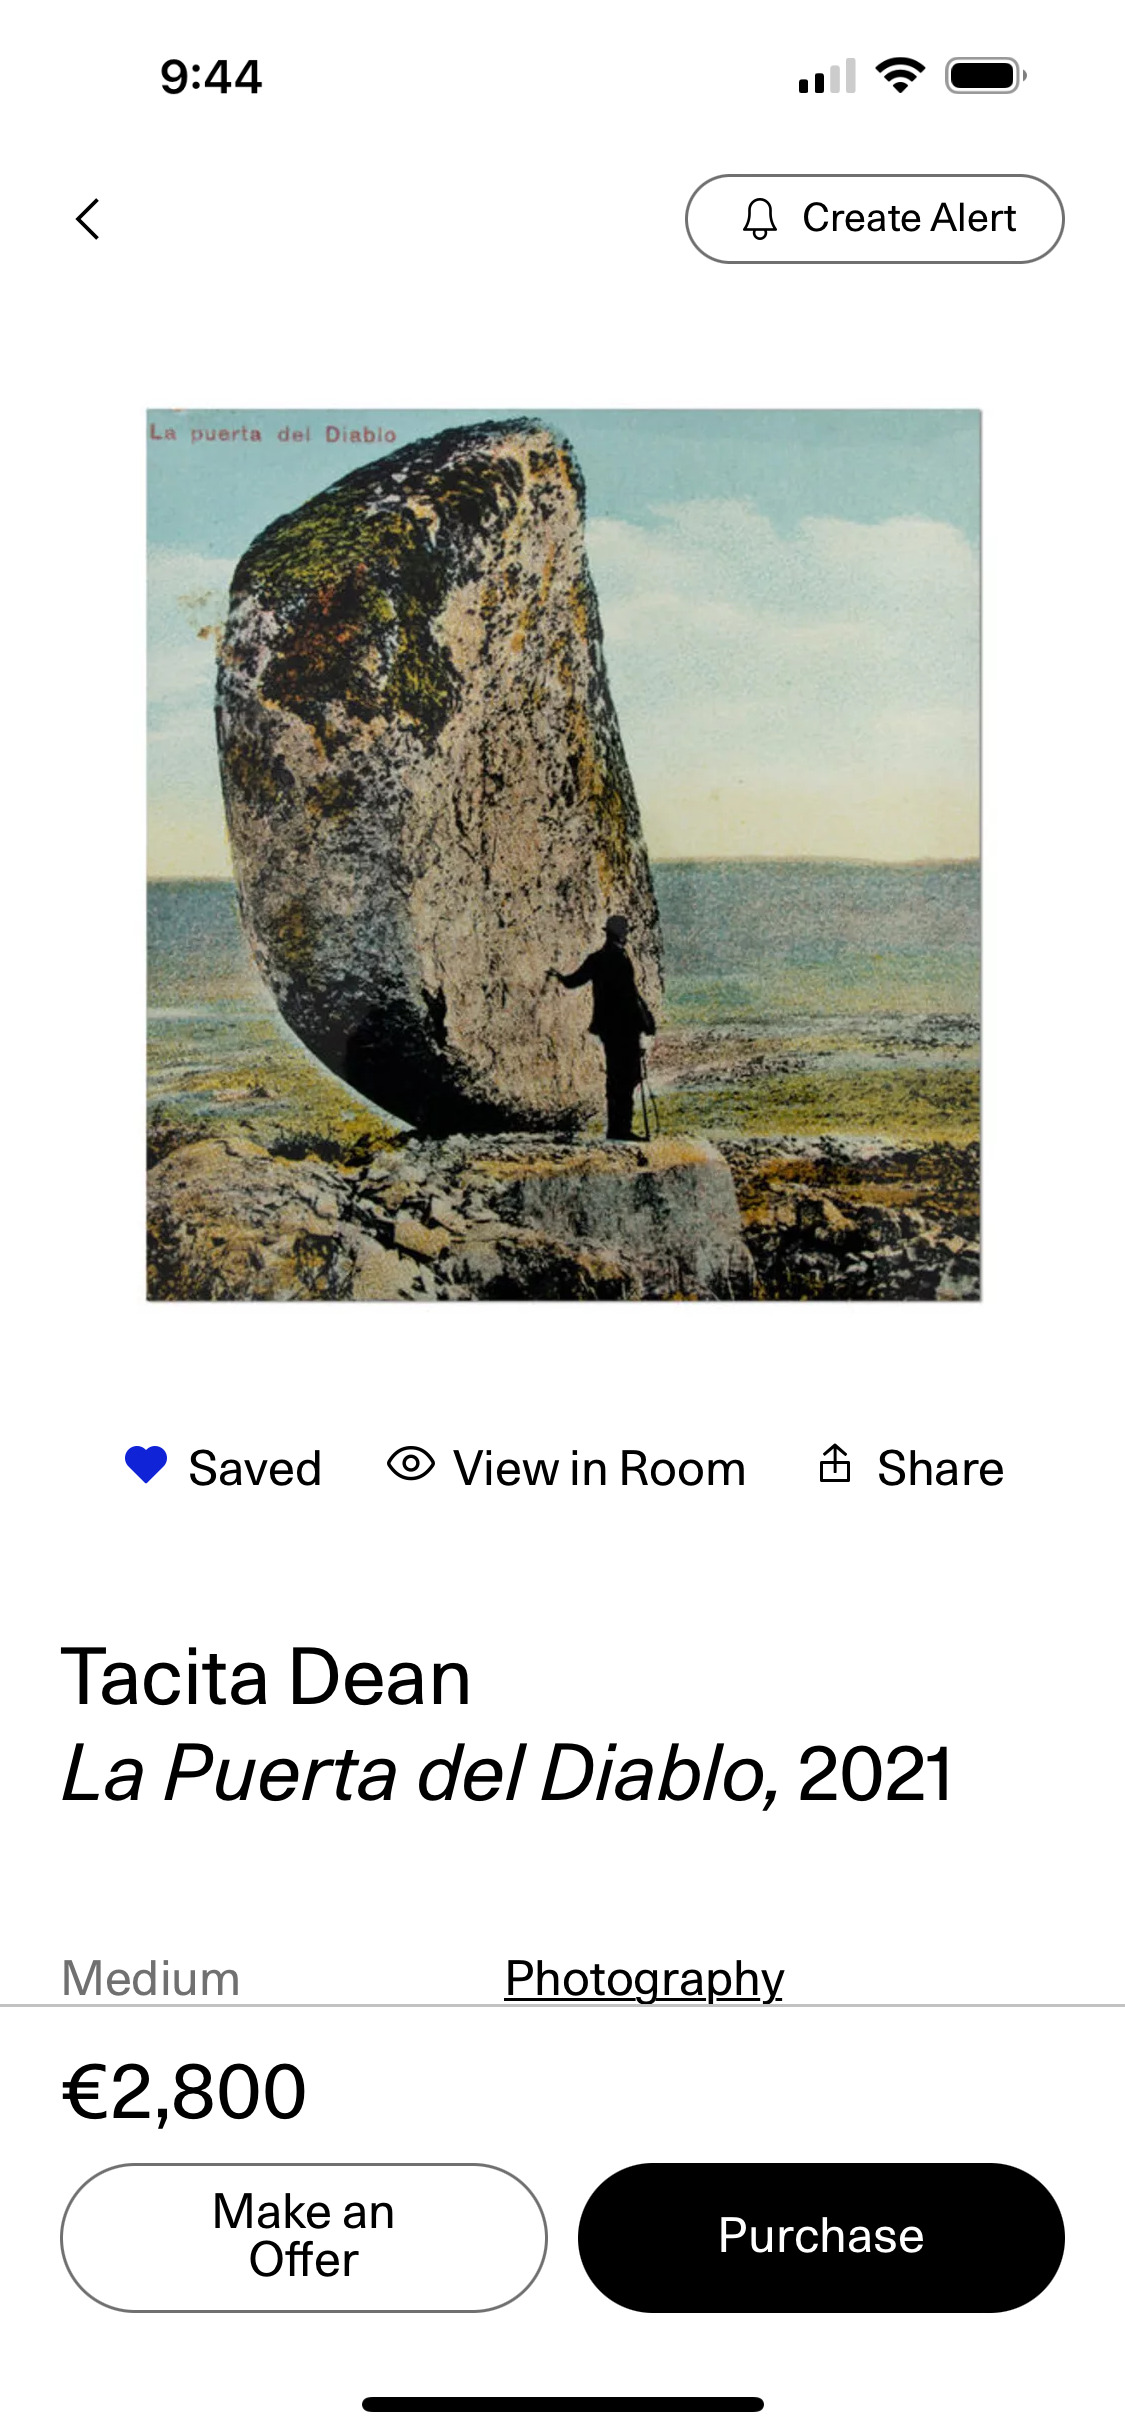 9:44
Create Alert
La puerta del Diablo
Saved View in Room Share
Tacita Dean
La Puerta del Diablo, 2021
Medium Photography
€2,800
Make an
Offer
Purchase